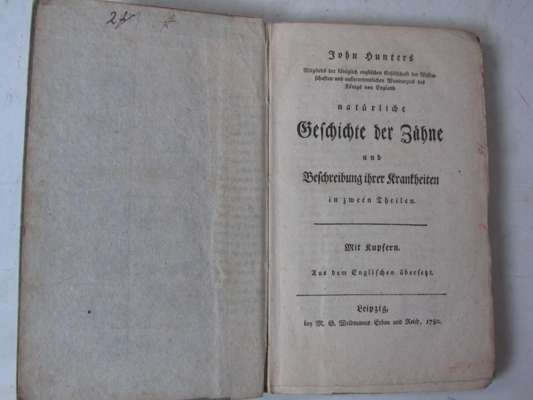 2 f
John Hunters
Mitglieds der königlich englischen Gesellschaft der Wissen-
schaften und außerordentlichen Wundarztes des
Königs von England
natürliche
Geschichte der Zähne
und
Beschreibung ihrer Krankheiten
in zween Theilen.
Mit Kupfern.
Aus dem Englischen übersetzt.
Leipzig,
bey M. G. Weidmanns Erben und Reich, 1780.